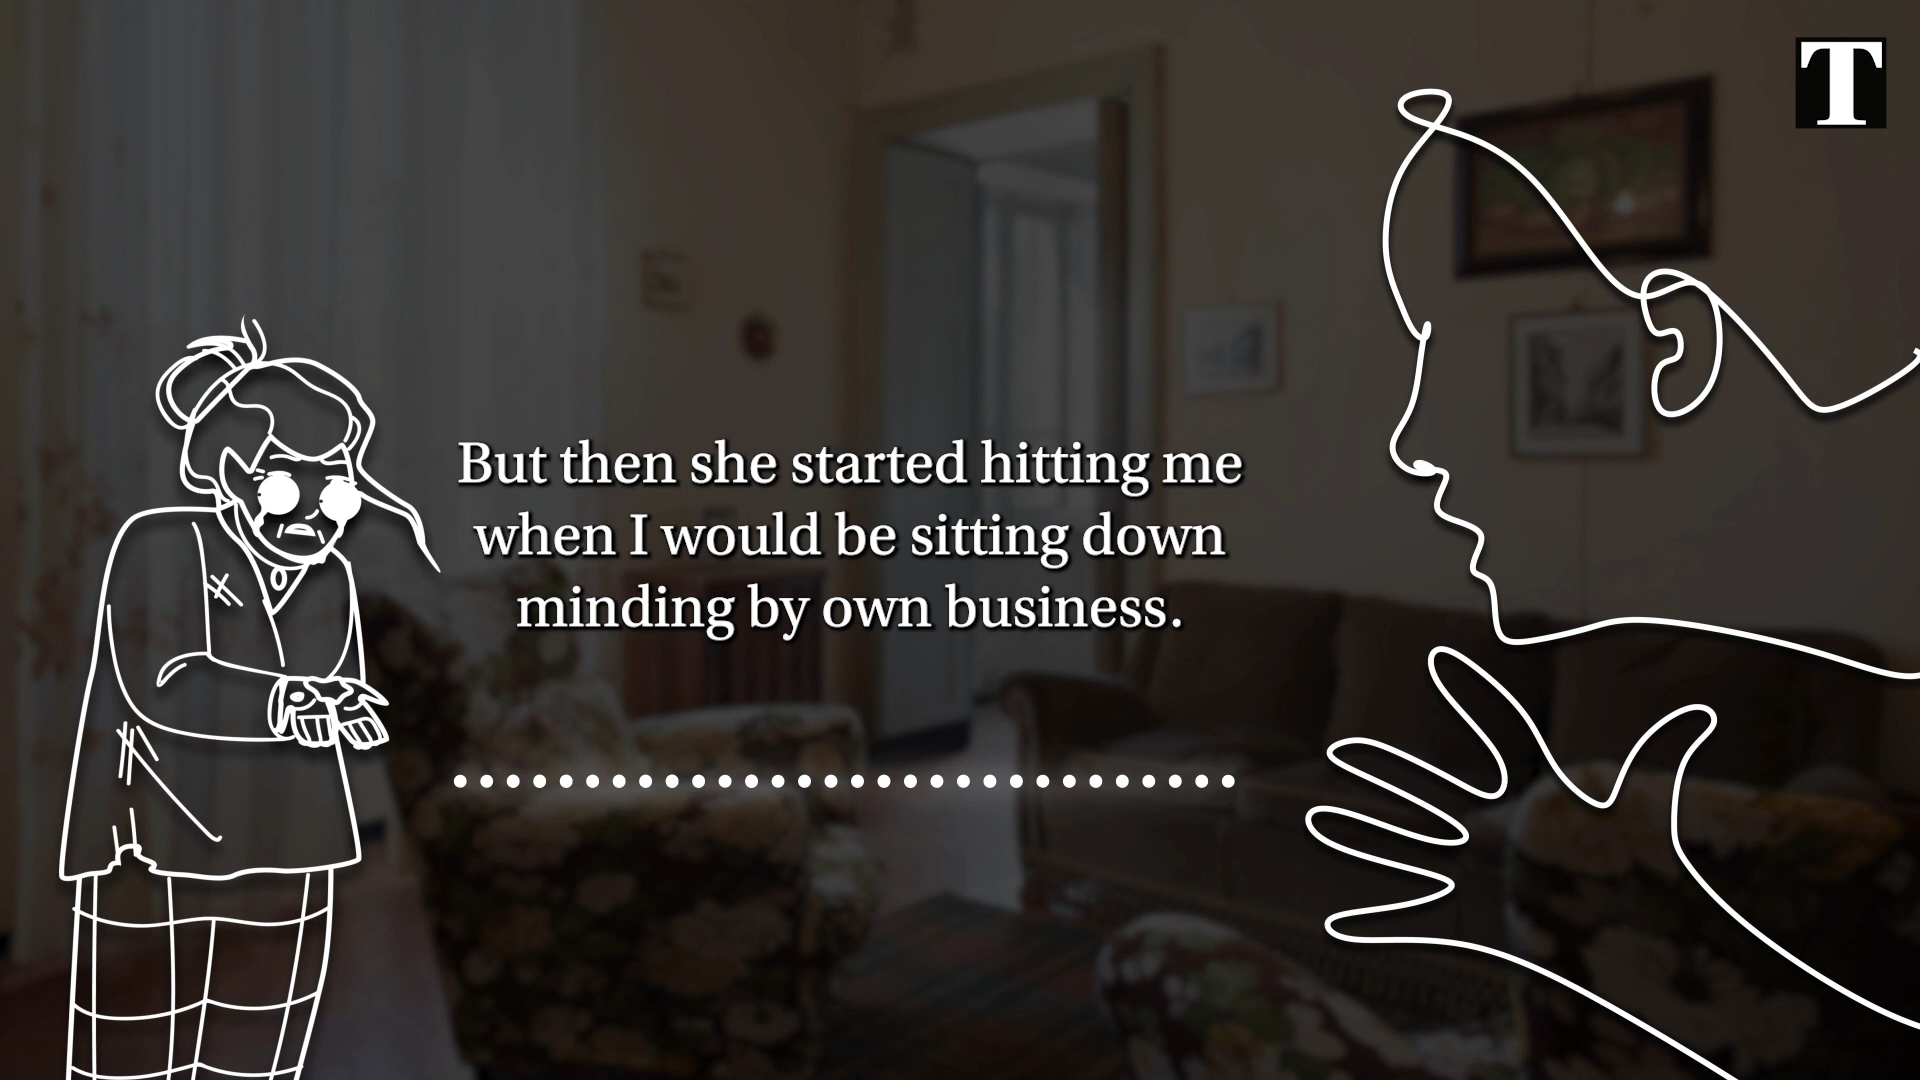 T
But then she started hitting me
when I would be sitting down
minding by own business.